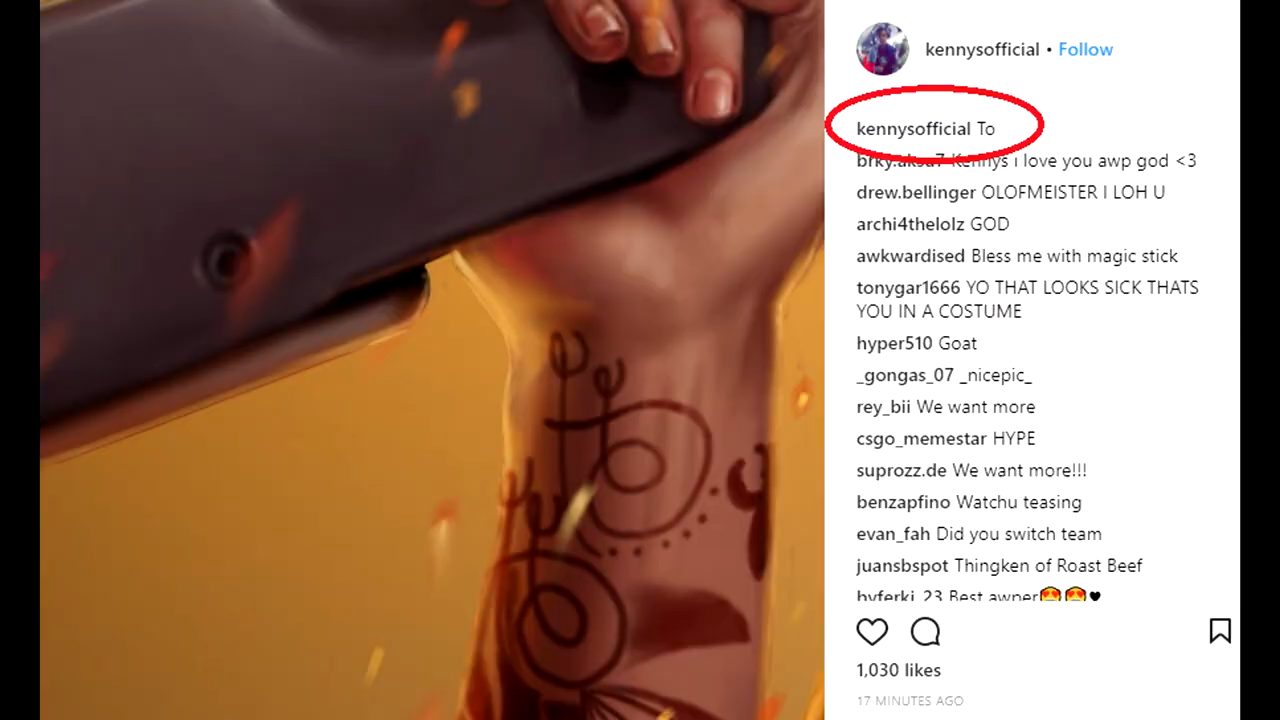 kennysofficial • Follow
kennysofficial To
brky.aksu7 Kennys i love you awp god <3
drew.bellinger OLOFMEISTER I LOH U
archi4thelolz GOD
awkwardised Bless me with magic stick
tonygar1666 YO THAT LOOKS SICK THATS
YOU IN A COSTUME
hyper510 Goat
_gongas_07 _nicepic_
rey_bii We want more
csgo_memestar HYPE
suprozz.de We want more!!!
benzapfino Watchu teasing
evan_fah Did you switch team
juansbspot Thingken of Roast Beef
Best awper😍😍♥
1,030 likes
17 MINUTES AGO